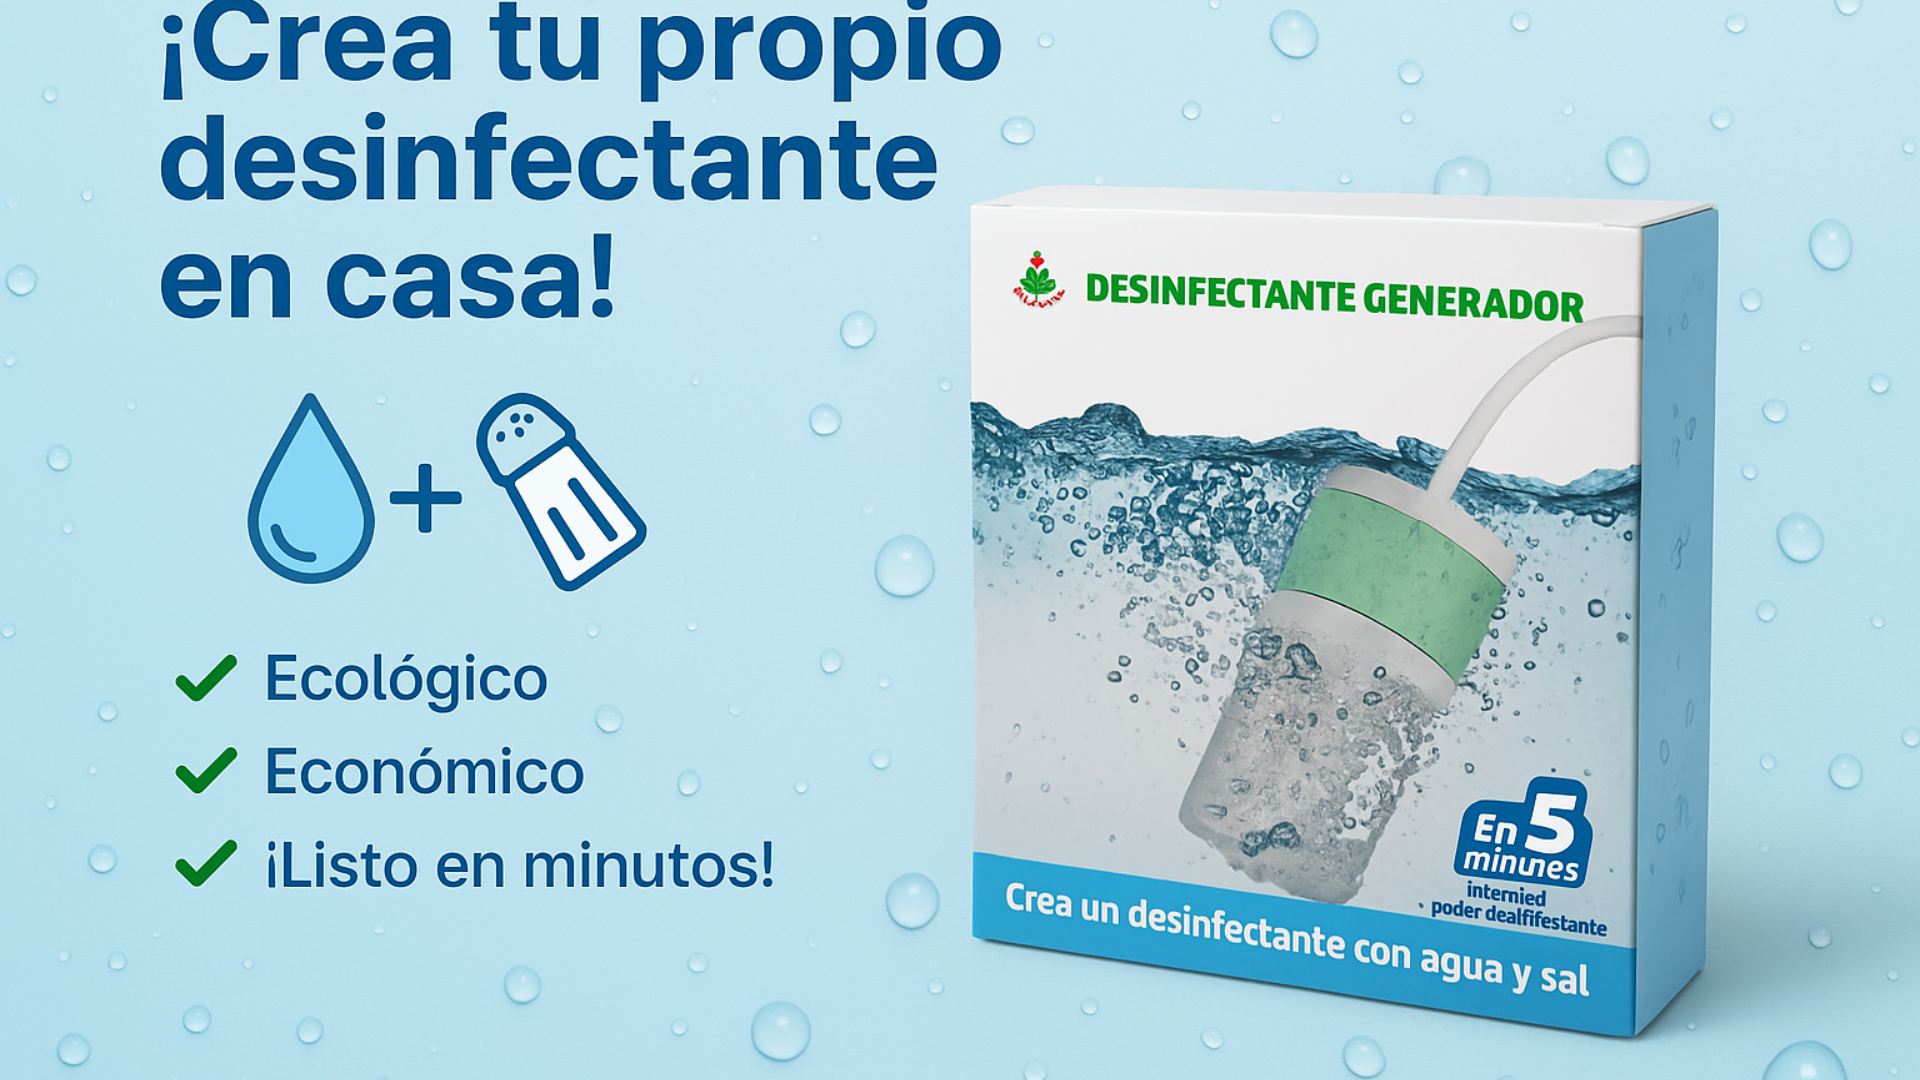 ¡Crea tu propio
desinfectante
en casa!
Ecológico
Económico
¡Listo en minutos!
DESINFECTANTE GENERADOR
En 5
minunes
internied
poder dealfifestante
Crea un desinfectante con agua y sal